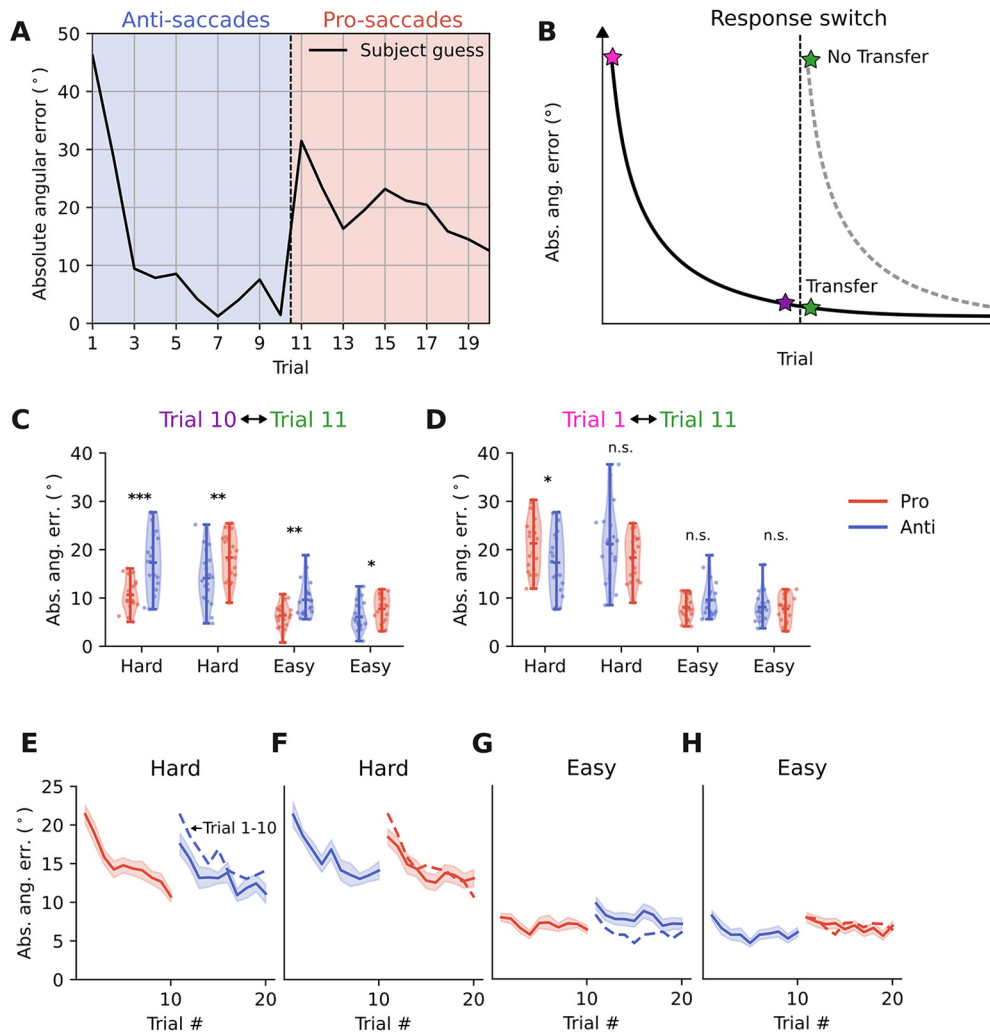 A
Anti-saccades Pro-saccades
Subject guess
Absolute angular error (°)
50
40
30
20
10
0
1 3 5 7 9 11 13 15 17 19
Trial
B
Response switch
No Transfer
Transfer
Abs. ang. error (°)
Trial
C
Trial 10 Trial 11
Abs. ang. err. (°)
40
30
20
10
0
*** ** ** *
Hard Hard Easy Easy
D
Trial 1 Trial 11
Abs. ang. err. (°)
40
30
20
10
0
* n.s. n.s. n.s.
Hard Hard Easy Easy
Pro
Anti
E
Hard
Abs. ang. err. (°)
25
20
15
10
5
0
Trial 1-10
10 20
Trial #
F
Hard
10 20
Trial #
G
Easy
10 20
Trial #
H
Easy
10 20
Trial #